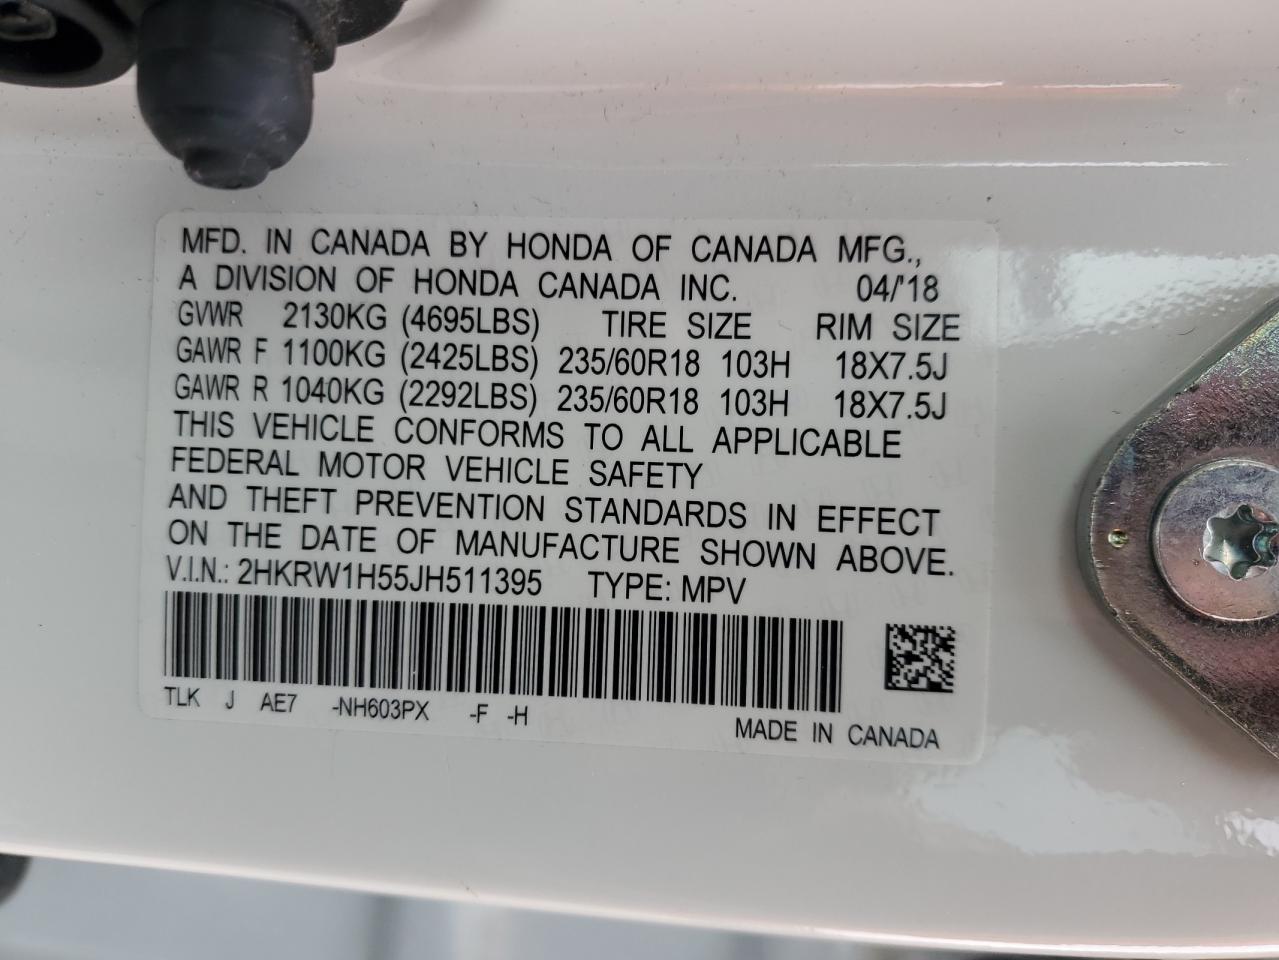 MFD. IN CANADA BY HONDA OF CANADA MFG.,
A DIVISION OF HONDA CANADA INC. 04/'18
GVWR 2130KG (4695LBS) TIRE SIZE RIM SIZE
GAWR F 1100KG (2425LBS) 235/60R18 103H 18X7.5J
GAWR R 1040KG (2292LBS) 235/60R18 103H 18X7.5J
THIS VEHICLE CONFORMS TO ALL APPLICABLE
FEDERAL MOTOR VEHICLE SAFETY
AND THEFT PREVENTION STANDARDS IN EFFECT
ON THE DATE OF MANUFACTURE SHOWN ABOVE.
V.I.N.: 2HKRW1H55JH511395 TYPE: MPV
TLK J AE7 -NH603PX -F -H
MADE IN CANADA